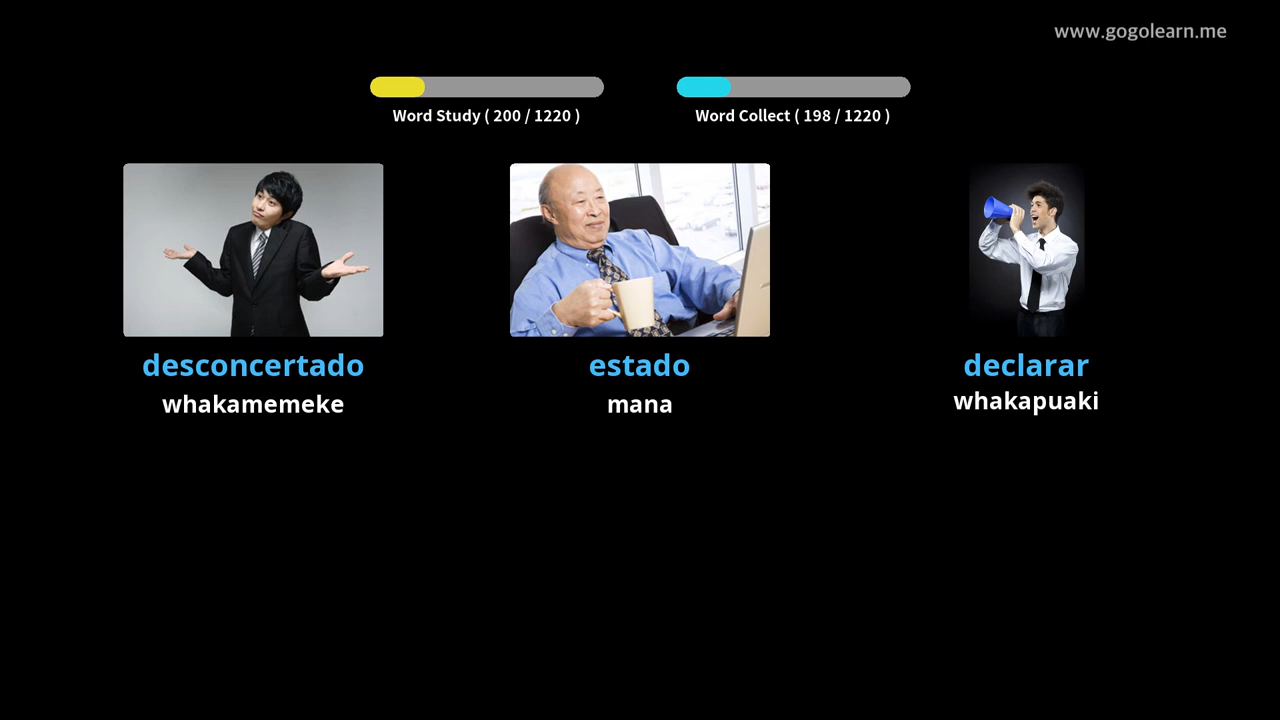 www.gogolearn.me
Word Study ( 200 / 1220 )
Word Collect ( 198 / 1220 )
desconcertado
whakamemeke
estado
mana
declarar
whakapuaki